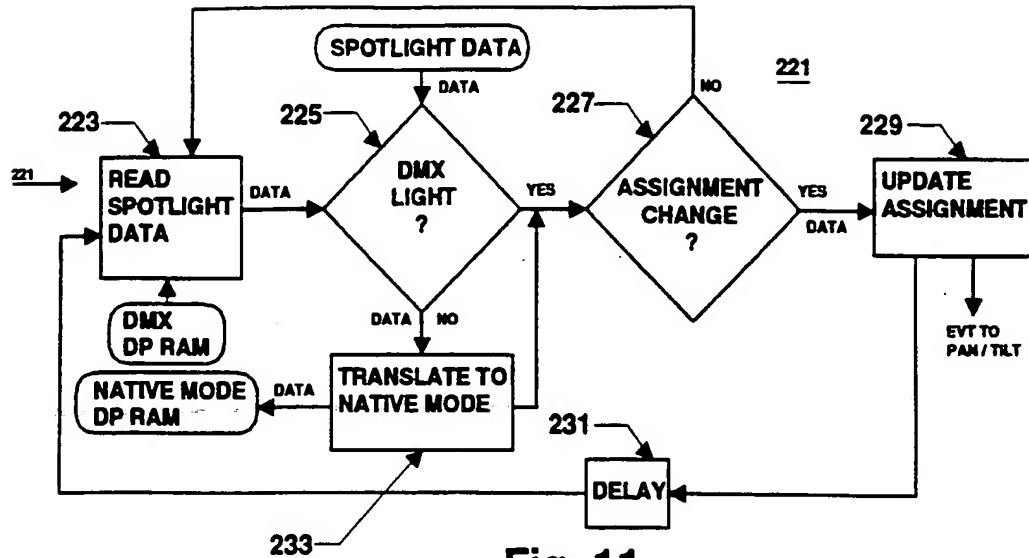 SPOTLIGHT DATA
DATA
NO
221
223
225
227
229
221
READ
SPOTLIGHT
DATA
DATA
DMX
LIGHT
?
YES
ASSIGNMENT
CHANGE
?
YES
DATA
UPDATE
ASSIGNMENT
DMX
DP RAM
DATA NO
EVT TO
PAN / TILT
NATIVE MODE
DP RAM
DATA
TRANSLATE TO
NATIVE MODE
231
DELAY
233
Fig. 11